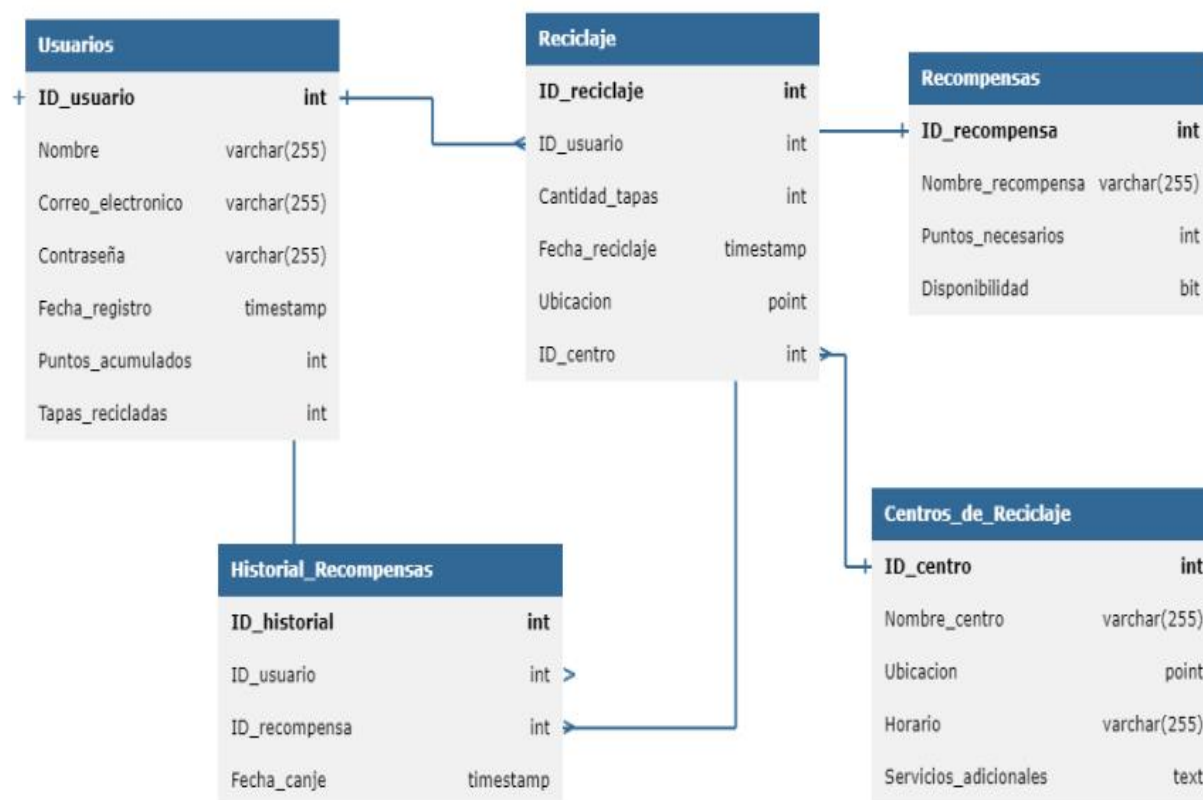 Usuarios
ID_usuario int
Nombre varchar(255)
Correo_electronico varchar(255)
Contraseña varchar(255)
Fecha_registro timestamp
Puntos_acumulados int
Tapas_recicladas int
Reciclaje
ID_reciclaje int
ID_usuario int
Cantidad_tapas int
Fecha_reciclaje timestamp
Ubicacion point
ID_centro int
Recompensas
ID_recompensa int
Nombre_recompensa varchar(255)
Puntos_necesarios int
Disponibilidad bit
Historial_Recompensas
ID_historial int
ID_usuario int
ID_recompensa int
Fecha_canje timestamp
Centros_de_Reciclaje
ID_centro int
Nombre_centro varchar(255)
Ubicacion point
Horario varchar(255)
Servicios_adicionales text